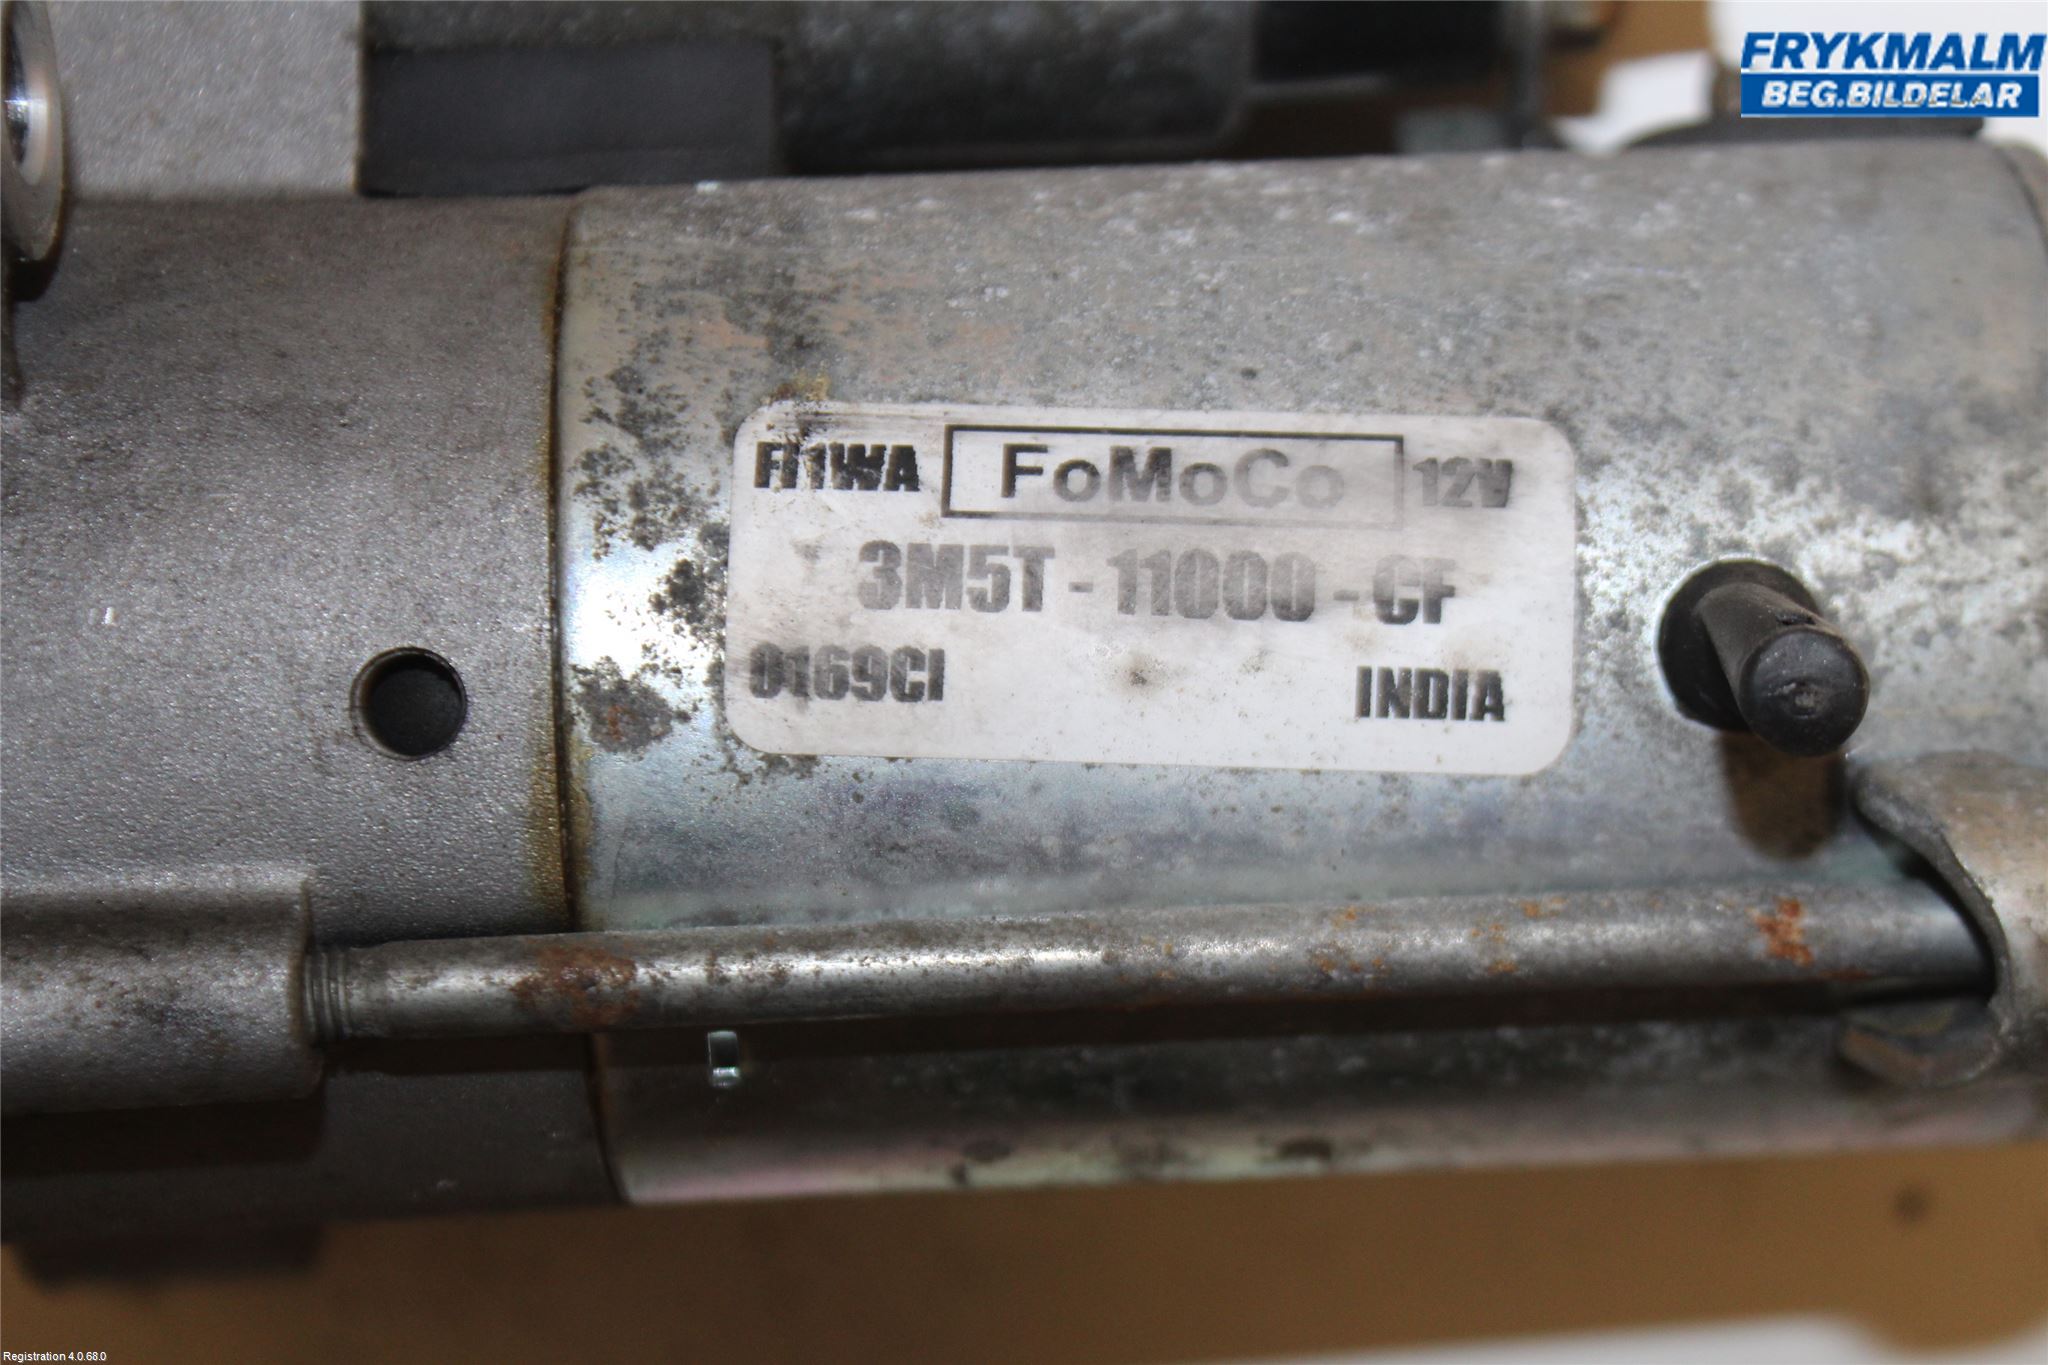 FRYKMALM
BEG.BILDELAR
FoMoCo 12V
3M5T-11000-CF
0169CI
INDIA
Registration 4.0.68.0